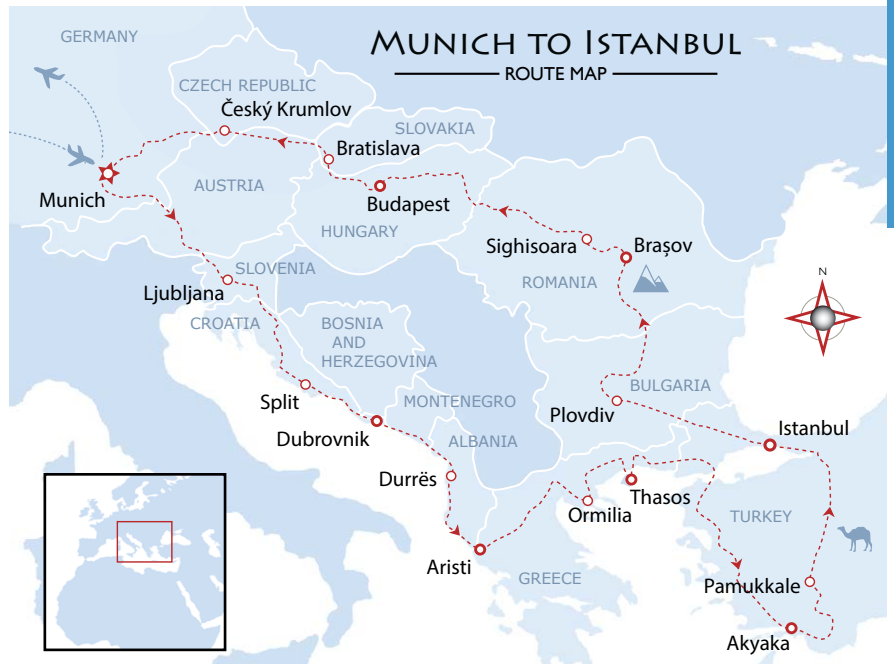 MUNICH TO ISTANBUL
ROUTE MAP
GERMANY
CZECH REPUBLIC
Český Krumlov
SLOVAKIA
Bratislava
Munich
AUSTRIA
Budapest
HUNGARY
Sighisoara
Brașov
ROMANIA
SLOVENIA
Ljubljana
N
CROATIA
BOSNIA
AND
HERZEGOVINA
Split
MONTENEGRO
BULGARIA
Plovdiv
Dubrovnik
ALBANIA
Istanbul
Durrës
Thasos
Ormilia
TURKEY
Aristi
GREECE
Pamukkale
Akyaka